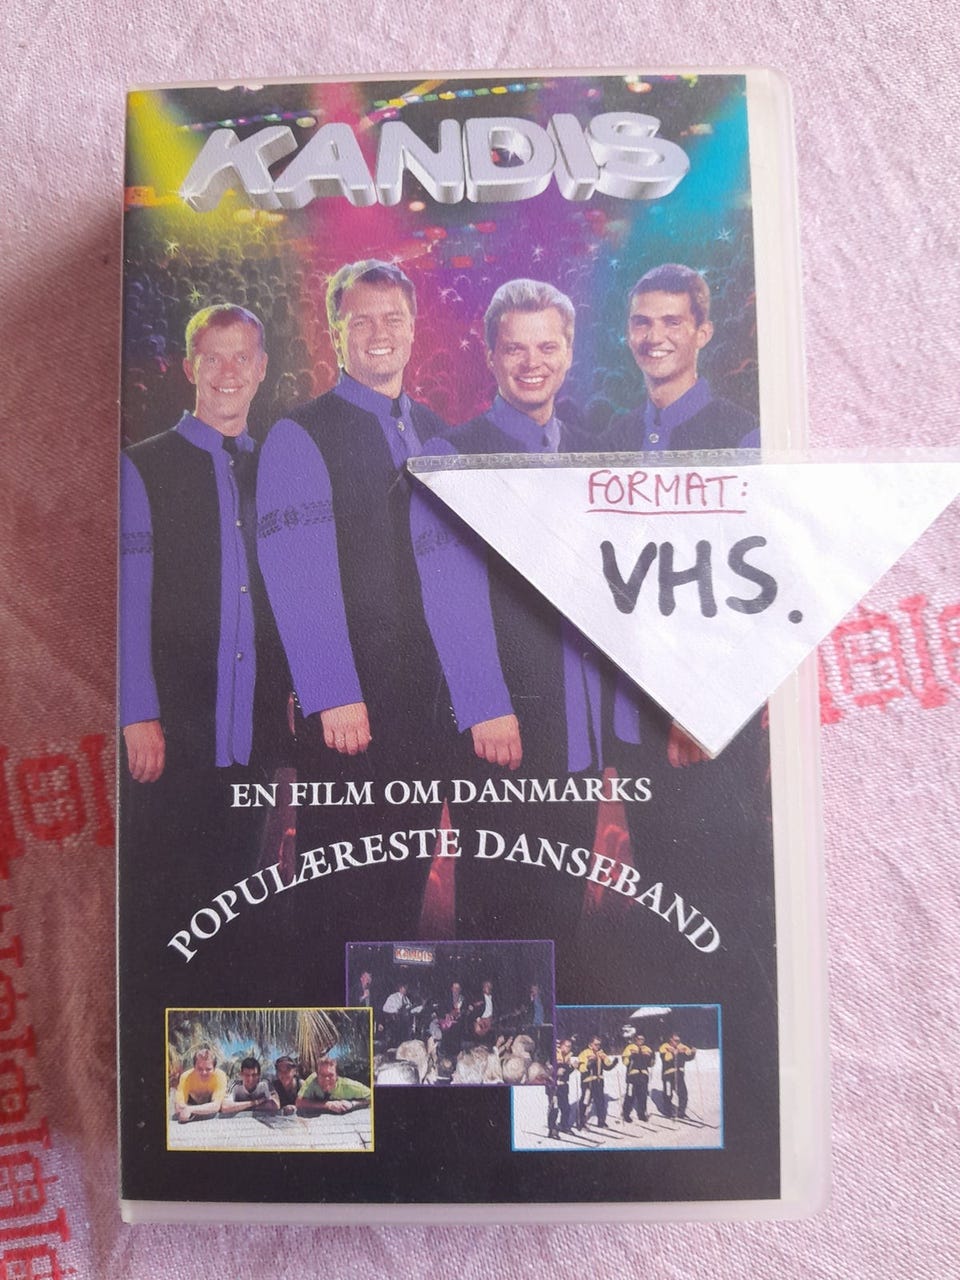 KANDIS
FORMAT:
VHS.
EN FILM OM DANMARKS
POPULÆRESTE DANSEBAND
KANDIS